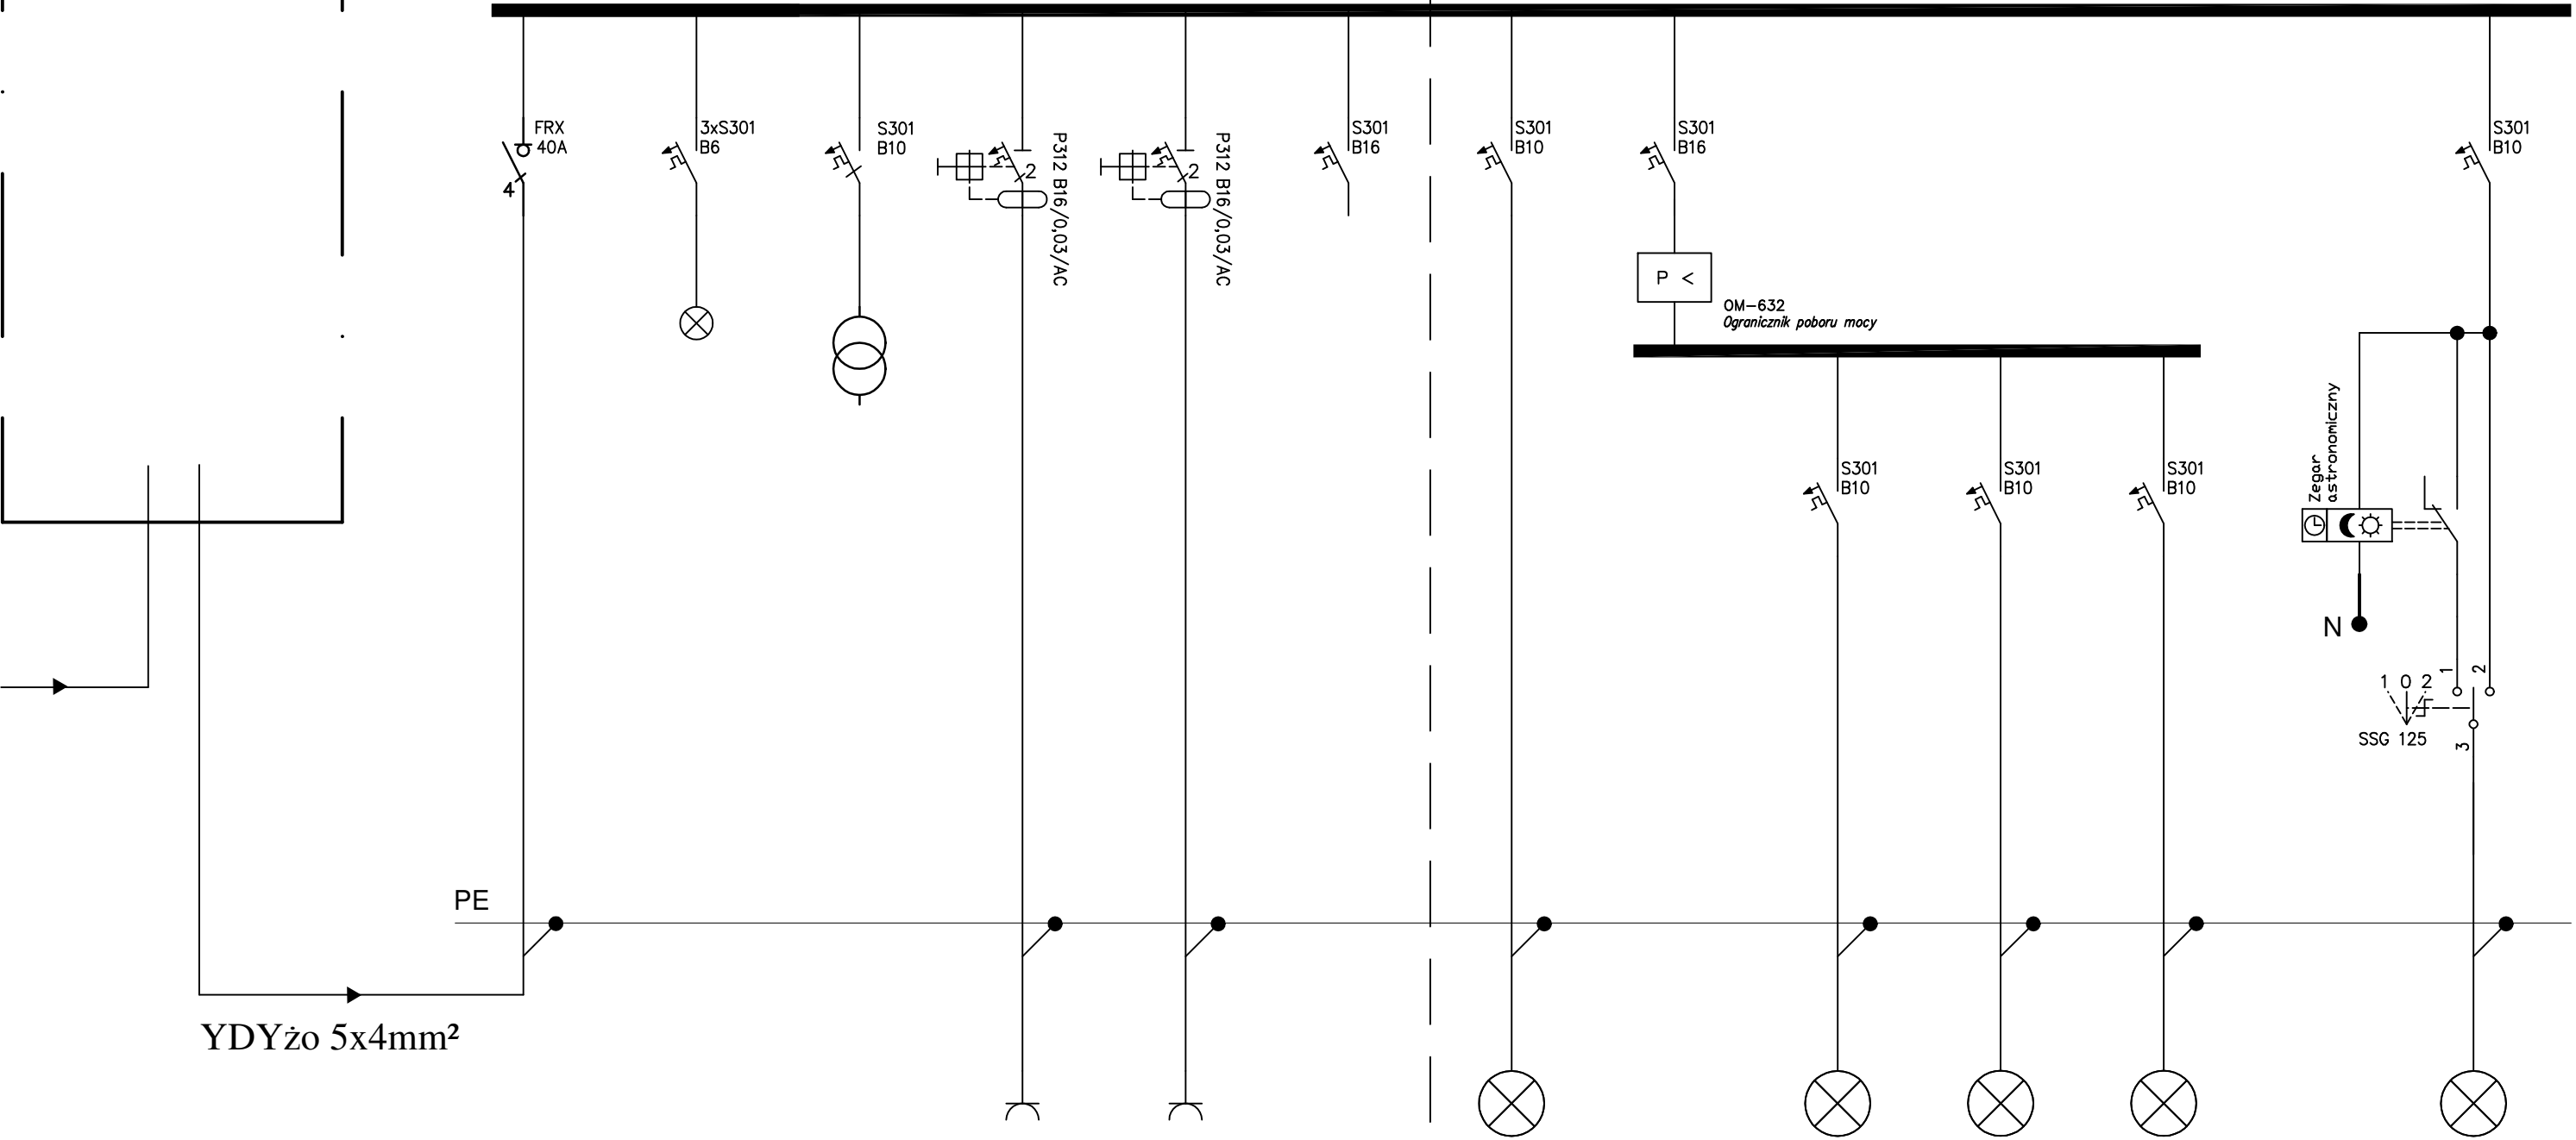 FRX
40A
4
3xS301
B6
S301
B10
2
P312 B16/0,03/AC
2
P312 B16/0,03/AC
S301
B16
S301
B10
S301
B16
P <
OM-632
Ogranicznik poboru mocy
S301
B10
S301
B10
S301
B10
S301
B10
Zegar
astronomiczny
N
1 0 2
SSG 125
1
2
3
PE
YDYżo 5x4mm²